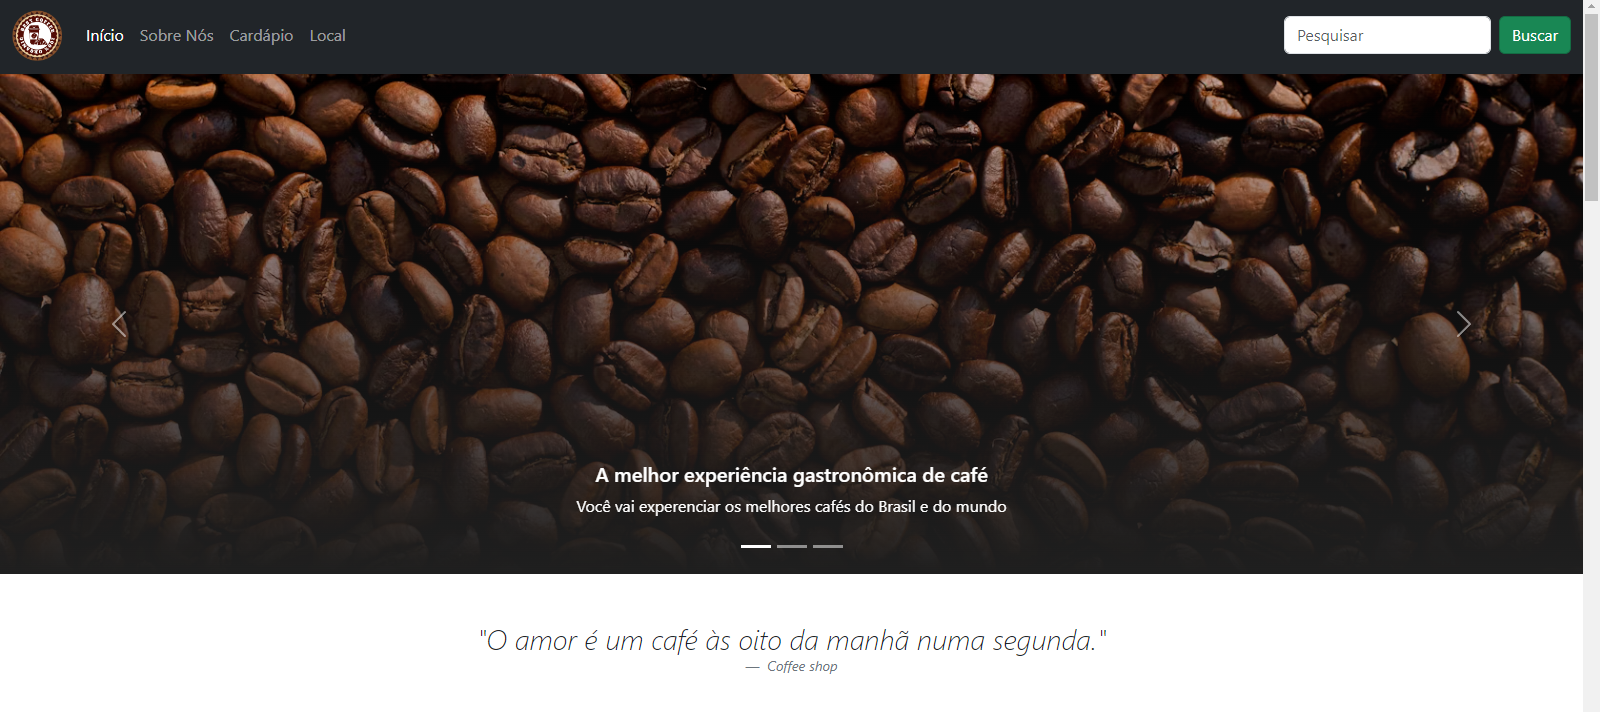 Início Sobre Nós Cardápio Local Pesquisar Buscar
A melhor experiência gastronômica de café
Você vai experenciar os melhores cafés do Brasil e do mundo
"O amor é um café às oito da manhã numa segunda."
— Coffee shop